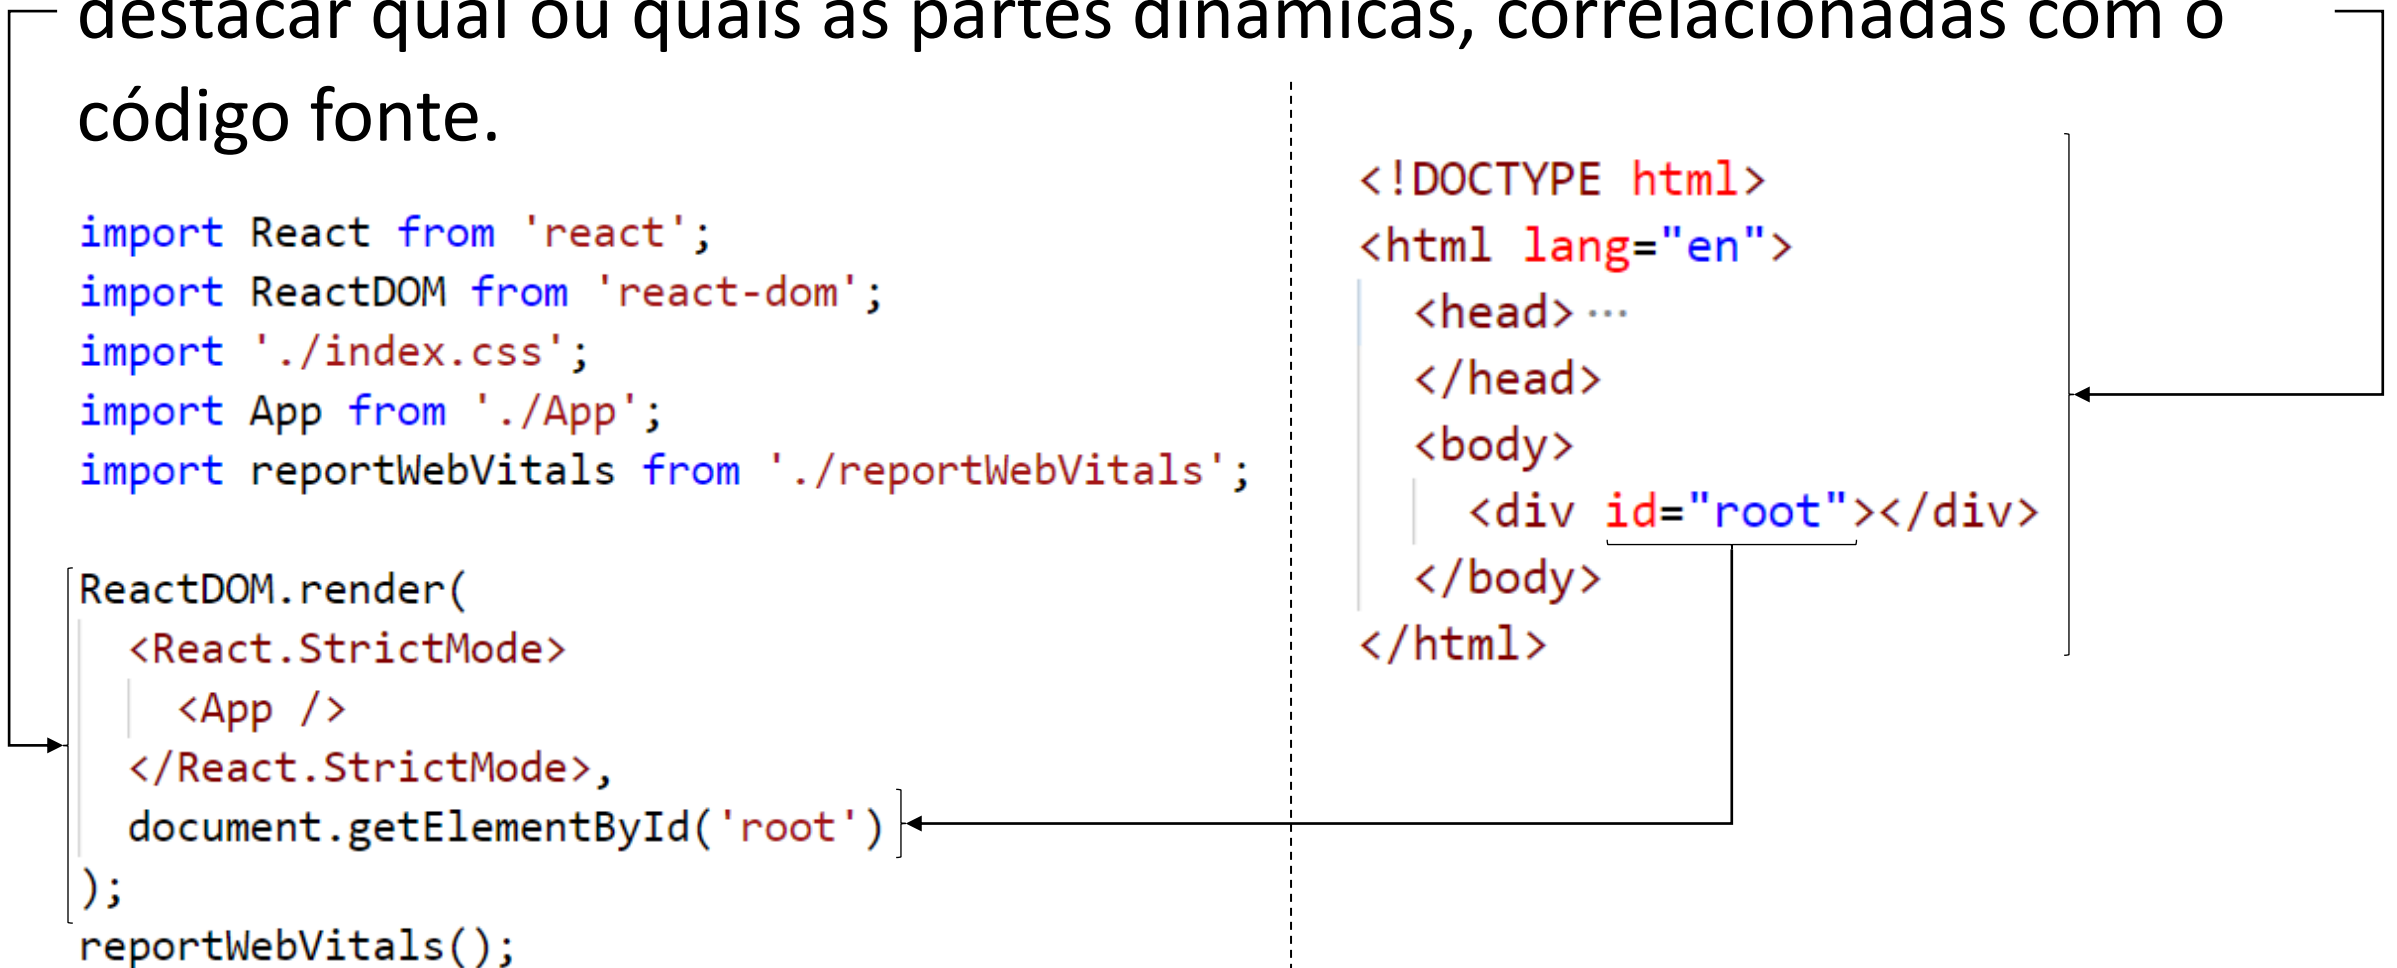 destacar qual ou quais as partes dinâmicas, correlacionadas com o
código fonte.
import React from 'react';
import ReactDOM from 'react-dom';
import './index.css';
import App from './App';
import reportWebVitals from './reportWebVitals';
ReactDOM.render(
<React.StrictMode>
<App />
</React.StrictMode>,
document.getElementById('root')
);
reportWebVitals();
<!DOCTYPE html>
<html lang="en">
<head>...
</head>
<body>
<div id="root"></div>
</body>
</html>